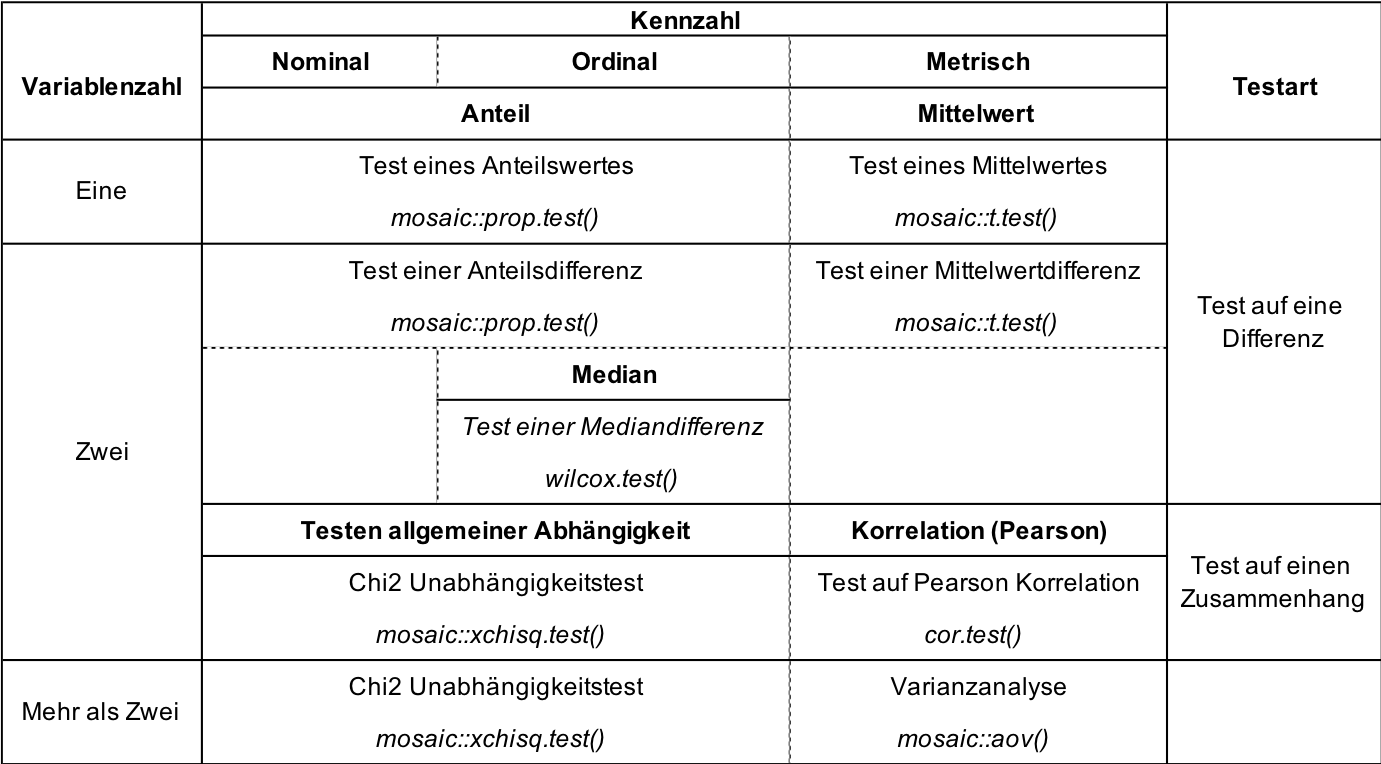 Kennzahl
Nominal
Ordinal
Metrisch
Variablenzahl
Testart
Anteil
Mittelwert
Test eines Anteilswertes
Test eines Mittelwertes
Eine
mosaic::prop.test()
mosaic::t.test()
Test einer Anteilsdifferenz
Test einer Mittelwertdifferenz
mosaic::prop.test()
mosaic::t.test()
Test auf eine
Differenz
Median
Test einer Mediandifferenz
wilcox.test()
Zwei
Testen allgemeiner Abhängigkeit
Korrelation (Pearson)
Chi2 Unabhängigkeitstest
Test auf Pearson Korrelation
mosaic::xchisq.test()
cor.test()
Test auf einen
Zusammenhang
Chi2 Unabhängigkeitstest
Varianzanalyse
Mehr als Zwei
mosaic::xchisq.test()
mosaic::aov()